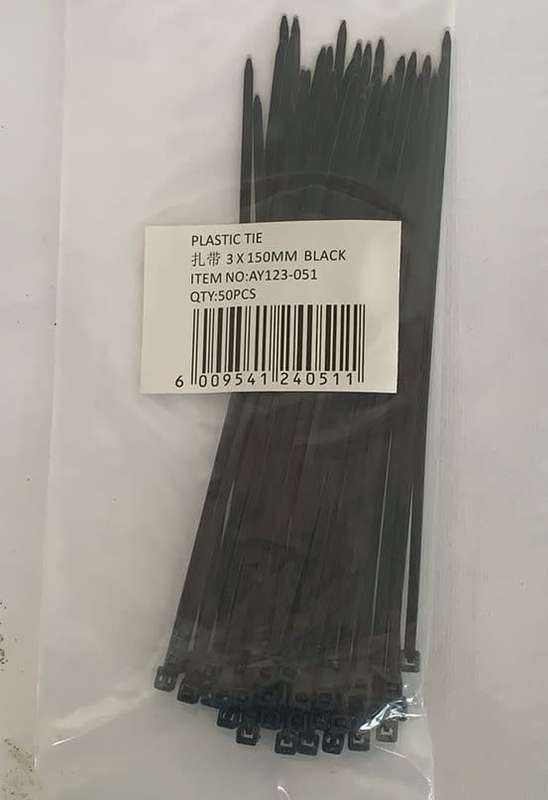 PLASTIC TIE
扎带 3 X 150MM BLACK
ITEM NO:AY123-051
QTY:50PCS
6 009541 240511